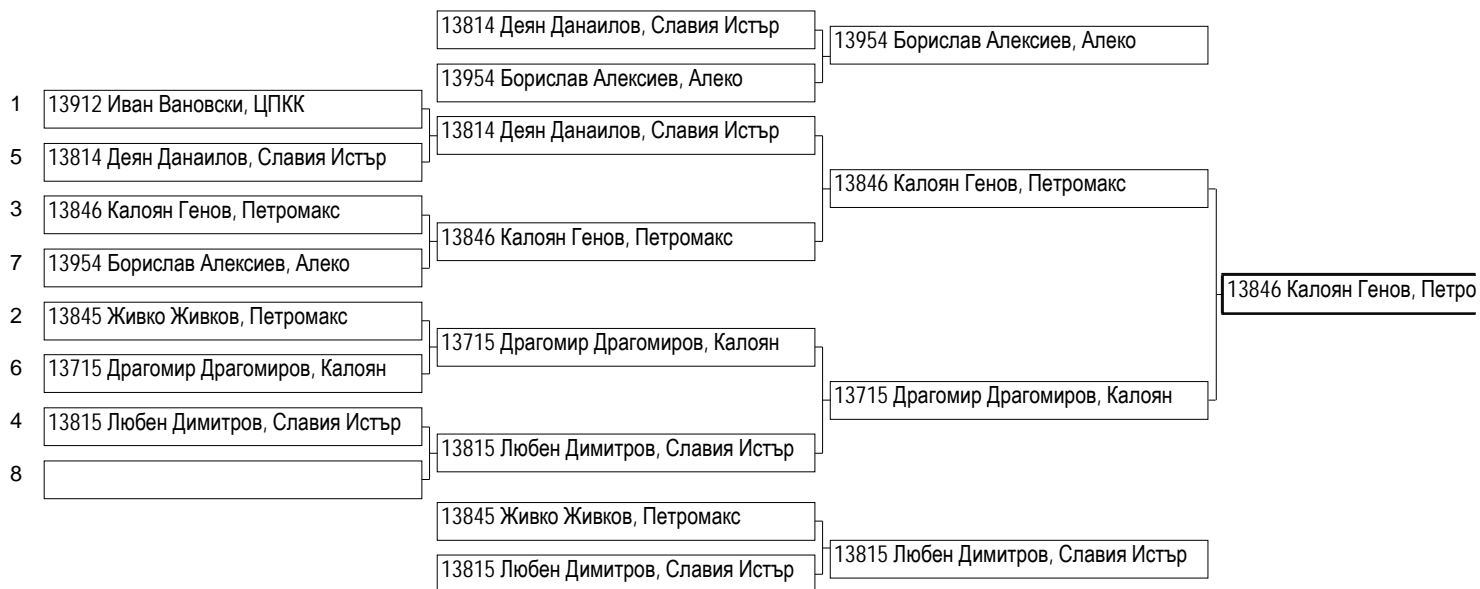 13814 Деян Данаилов, Славия Истър
13954 Борислав Алексиев, Алеко
13954 Борислав Алексиев, Алеко
1 13912 Иван Вановски, ЦПКК
13814 Деян Данаилов, Славия Истър
5 13814 Деян Данаилов, Славия Истър
13846 Калоян Генов, Петромакс
3 13846 Калоян Генов, Петромакс
13846 Калоян Генов, Петромакс
7 13954 Борислав Алексиев, Алеко
13846 Калоян Генов, Петро
2 13845 Живко Живков, Петромакс
13715 Драгомир Драгомиров, Калоян
6 13715 Драгомир Драгомиров, Калоян
13715 Драгомир Драгомиров, Калоян
4 13815 Любен Димитров, Славия Истър
13815 Любен Димитров, Славия Истър
8
13845 Живко Живков, Петромакс
13815 Любен Димитров, Славия Истър
13815 Любен Димитров, Славия Истър